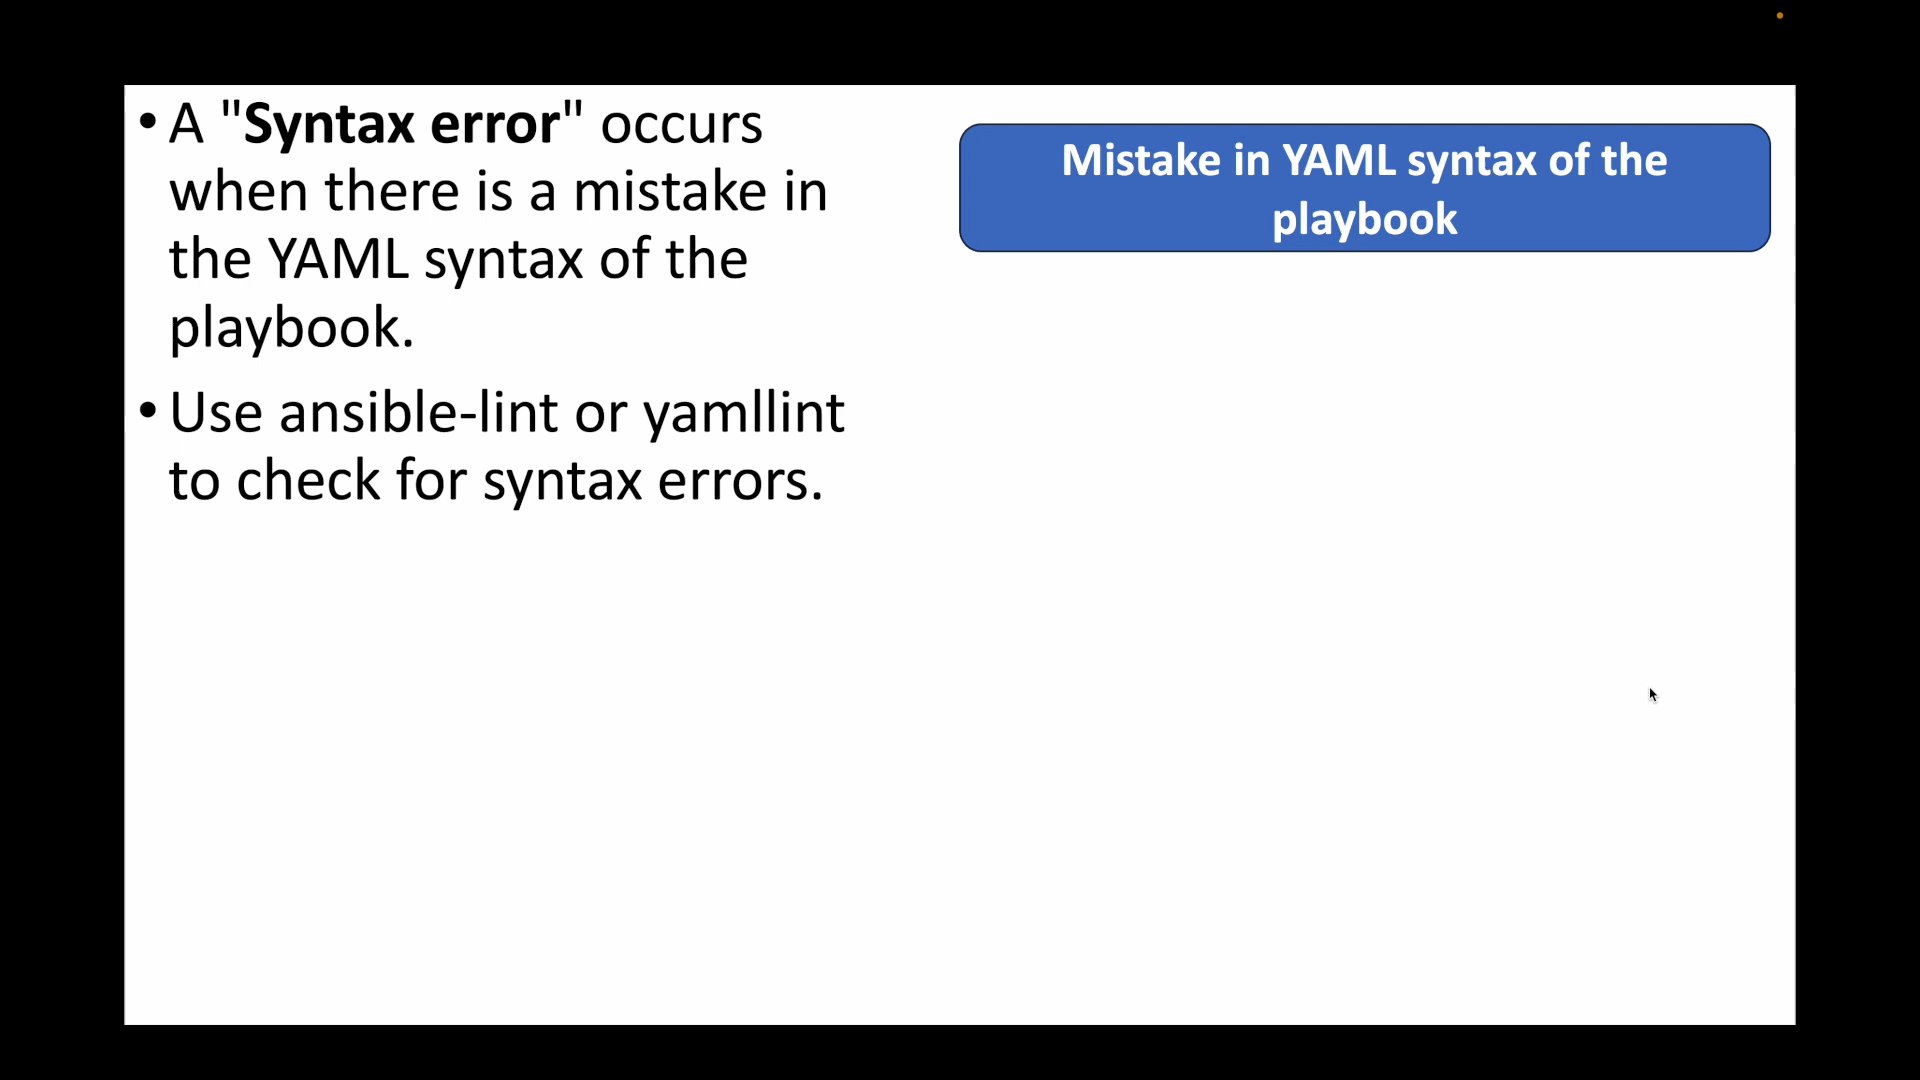 • A "Syntax error" occurs
when there is a mistake in
the YAML syntax of the
playbook.
• Use ansible-lint or yamllint
to check for syntax errors.
Mistake in YAML syntax of the
playbook